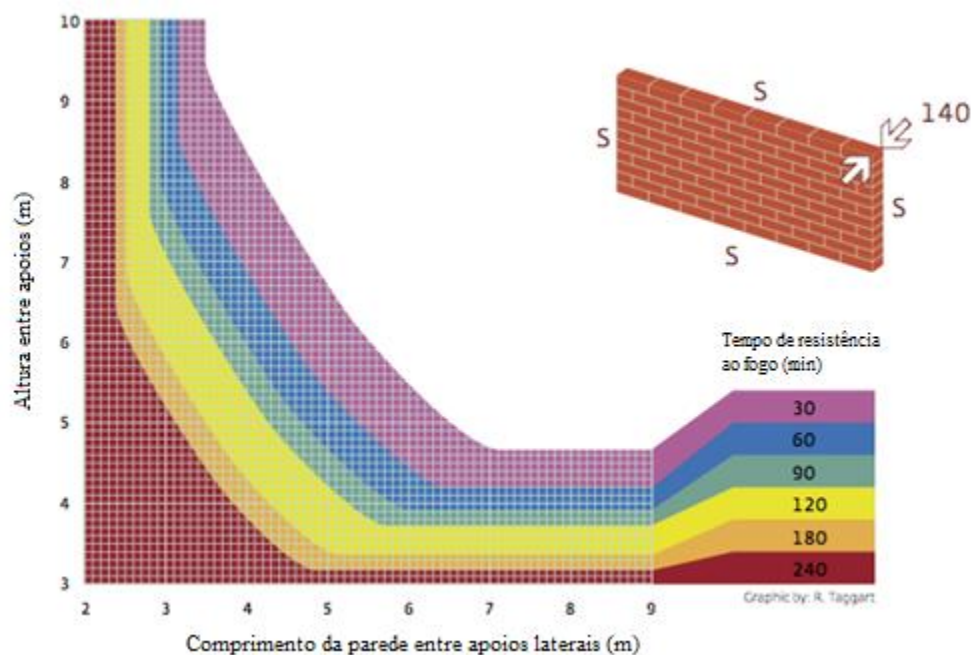 10
9
8
7
6
5
4
3
Altura entre apoios (m)
2 3 4 5 6 7 8 9
Comprimento da parede entre apoios laterais (m)
S
140
S
S
S
Tempo de resistência
ao fogo (min)
30
60
90
120
180
240
Graphic by: R. Taggart